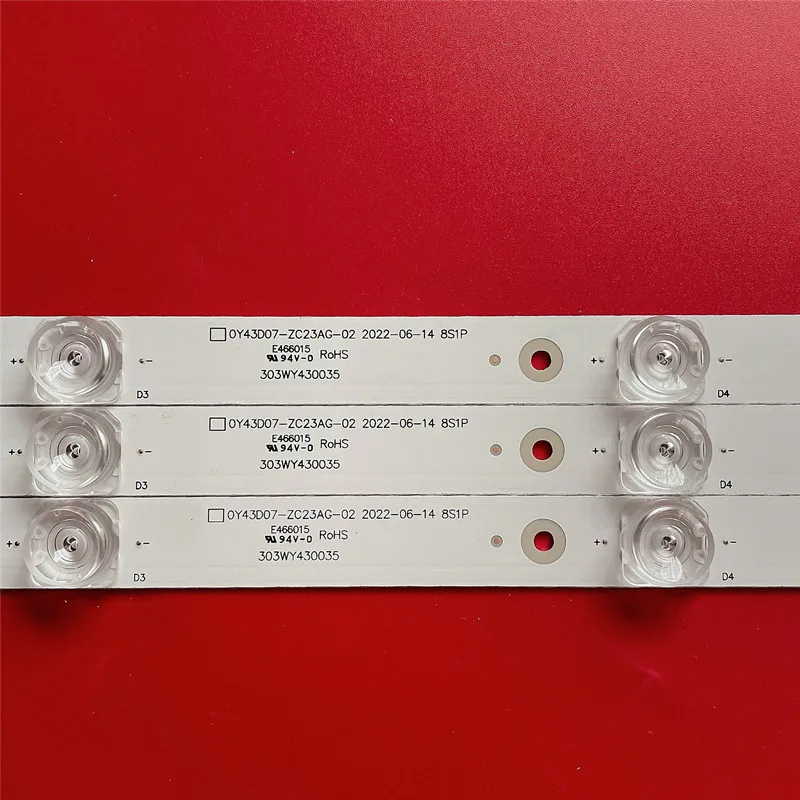 □0Y43D07-ZC23AG-02 2022-06-14 8S1P
E466015
94V-0 RoHS
303WY430035
+ - D3
+ - D4
□0Y43D07-ZC23AG-02 2022-06-14 8S1P
E466015
94V-0 RoHS
303WY430035
+ - D3
+ - D4
□0Y43D07-ZC23AG-02 2022-06-14 8S1P
E466015
94V-0 RoHS
303WY430035
+ - D3
+ - D4